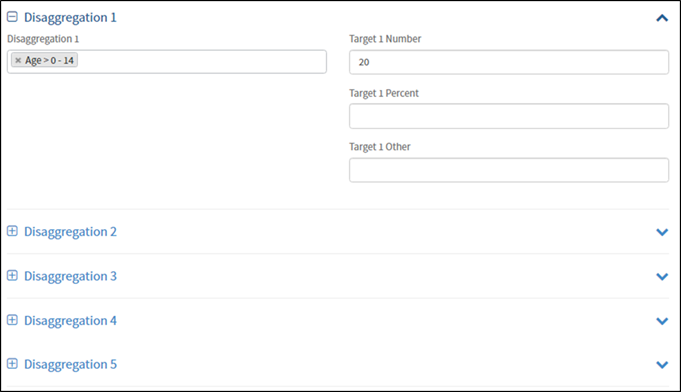 Disaggregation 1
Disaggregation 1
× Age > 0 - 14
Target 1 Number
20
Target 1 Percent
Target 1 Other
Disaggregation 2
Disaggregation 3
Disaggregation 4
Disaggregation 5